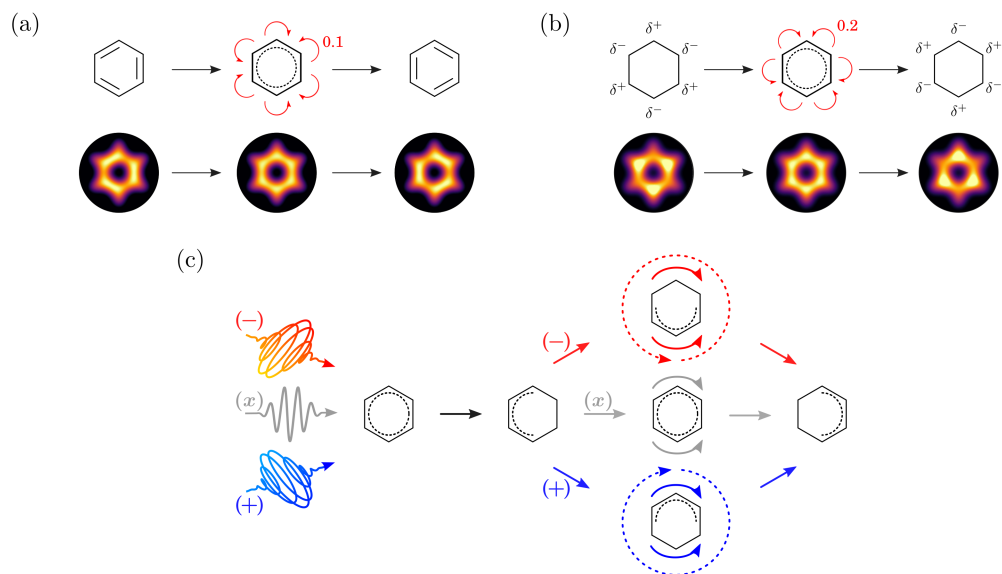 (a)
0.1
(b)
δ⁺
δ⁻ δ⁻
δ⁺ δ⁺
δ⁻
0.2
δ⁻
δ⁺ δ⁺
δ⁻ δ⁻
δ⁺
(c)
(−)
(x)
(+)
(−)
(x)
(+)